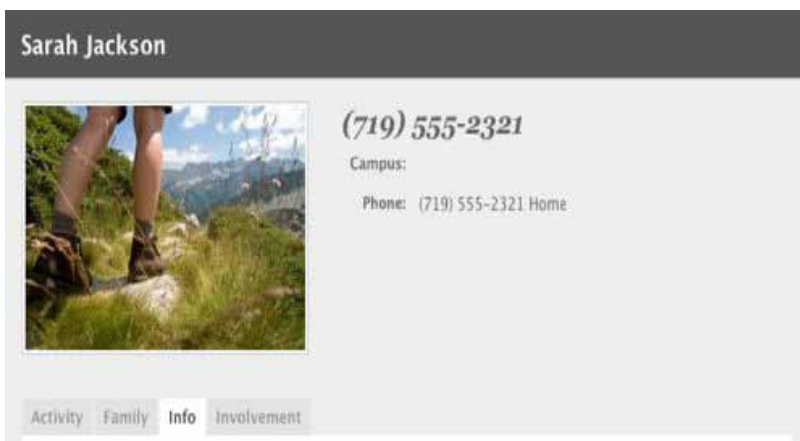 Sarah Jackson
(719) 555-2321
Campus:
Phone: (719) 555-2321 Home
Activity Family Info Involvement